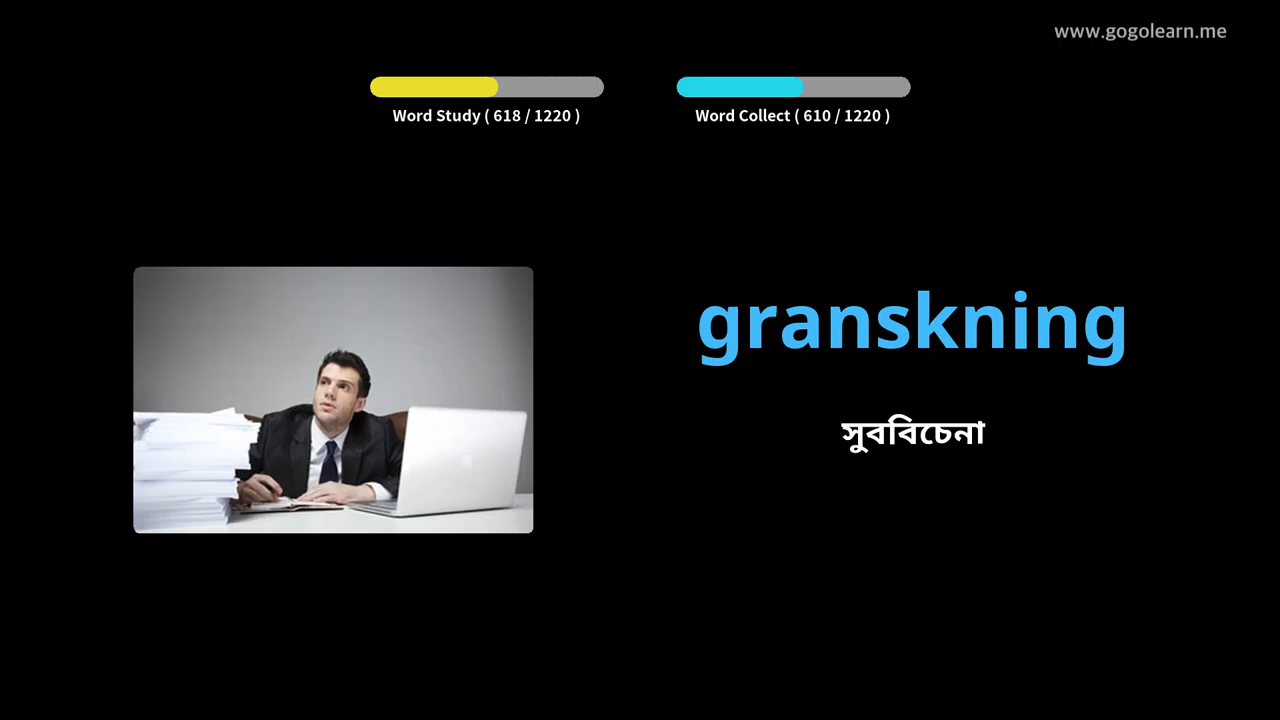 www.gogolearn.me
Word Study ( 618 / 1220 )
Word Collect ( 610 / 1220 )
granskning
সুববিচেনা